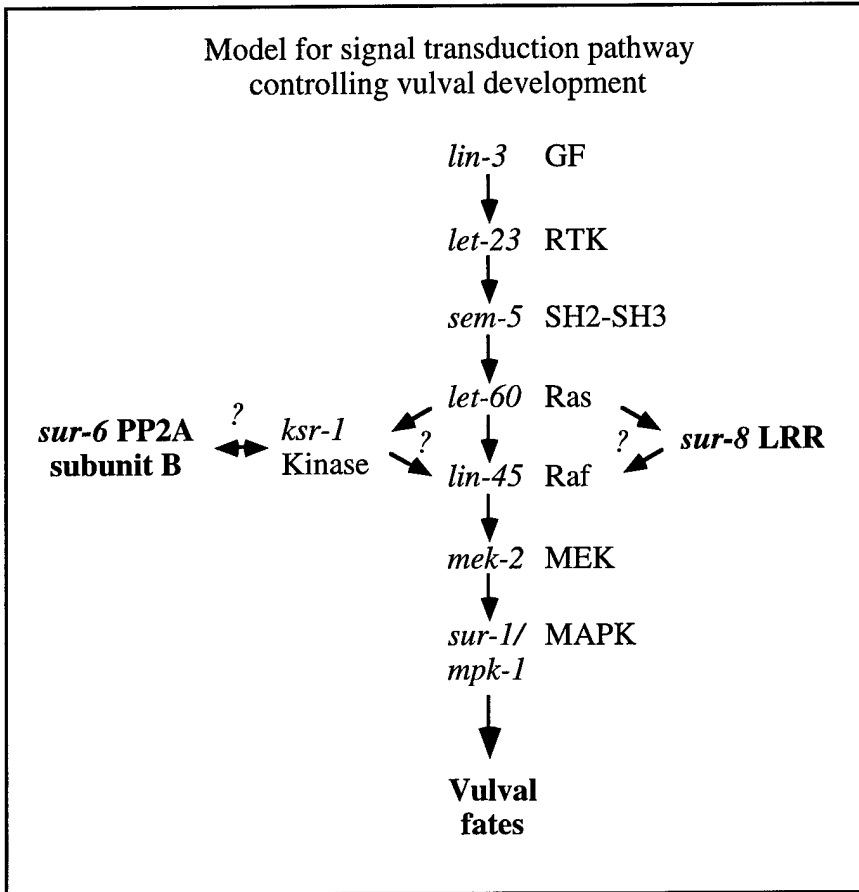 Model for signal transduction pathway
controlling vulval development
lin-3 GF
let-23 RTK
sem-5 SH2-SH3
let-60 Ras
sur-6 PP2A
subunit B
?
ksr-1
Kinase
?
lin-45 Raf
?
sur-8 LRR
mek-2 MEK
sur-1/ MAPK
mpk-1
Vulval
fates